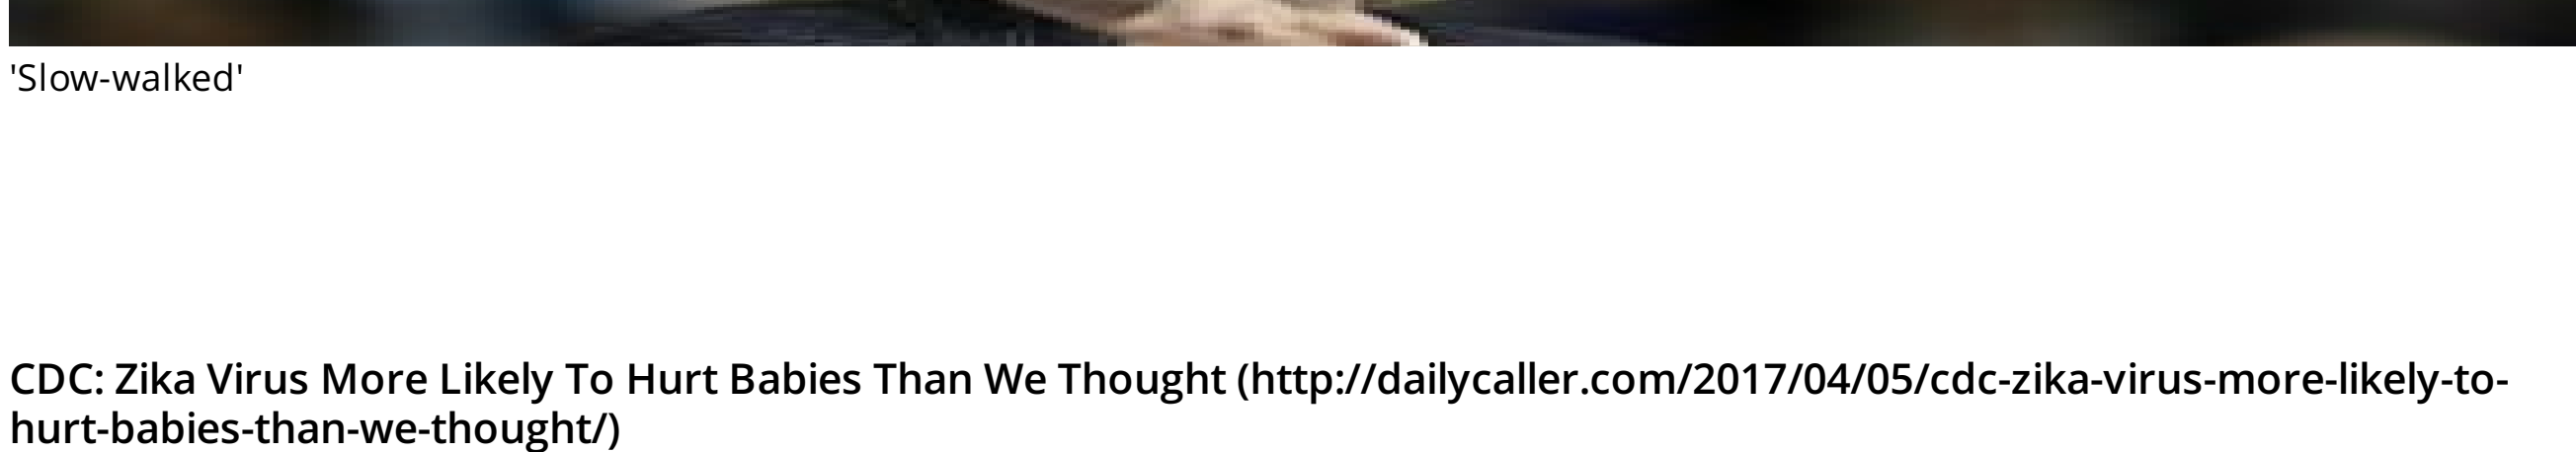 'Slow-walked'
CDC: Zika Virus More Likely To Hurt Babies Than We Thought (http://dailycaller.com/2017/04/05/cdc-zika-virus-more-likely-to-
hurt-babies-than-we-thought/)